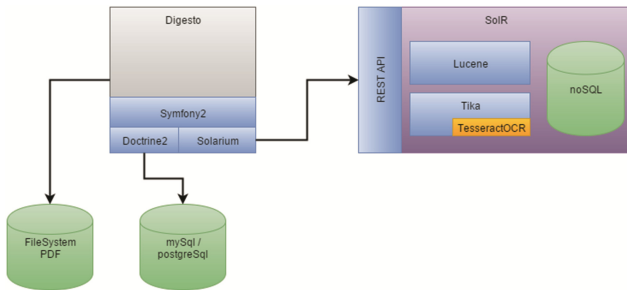 Digesto
Symfony2
Doctrine2
Solarium
FileSystem
PDF
mySql /
postgreSql
REST API
SolR
Lucene
Tika
TesseractOCR
noSQL